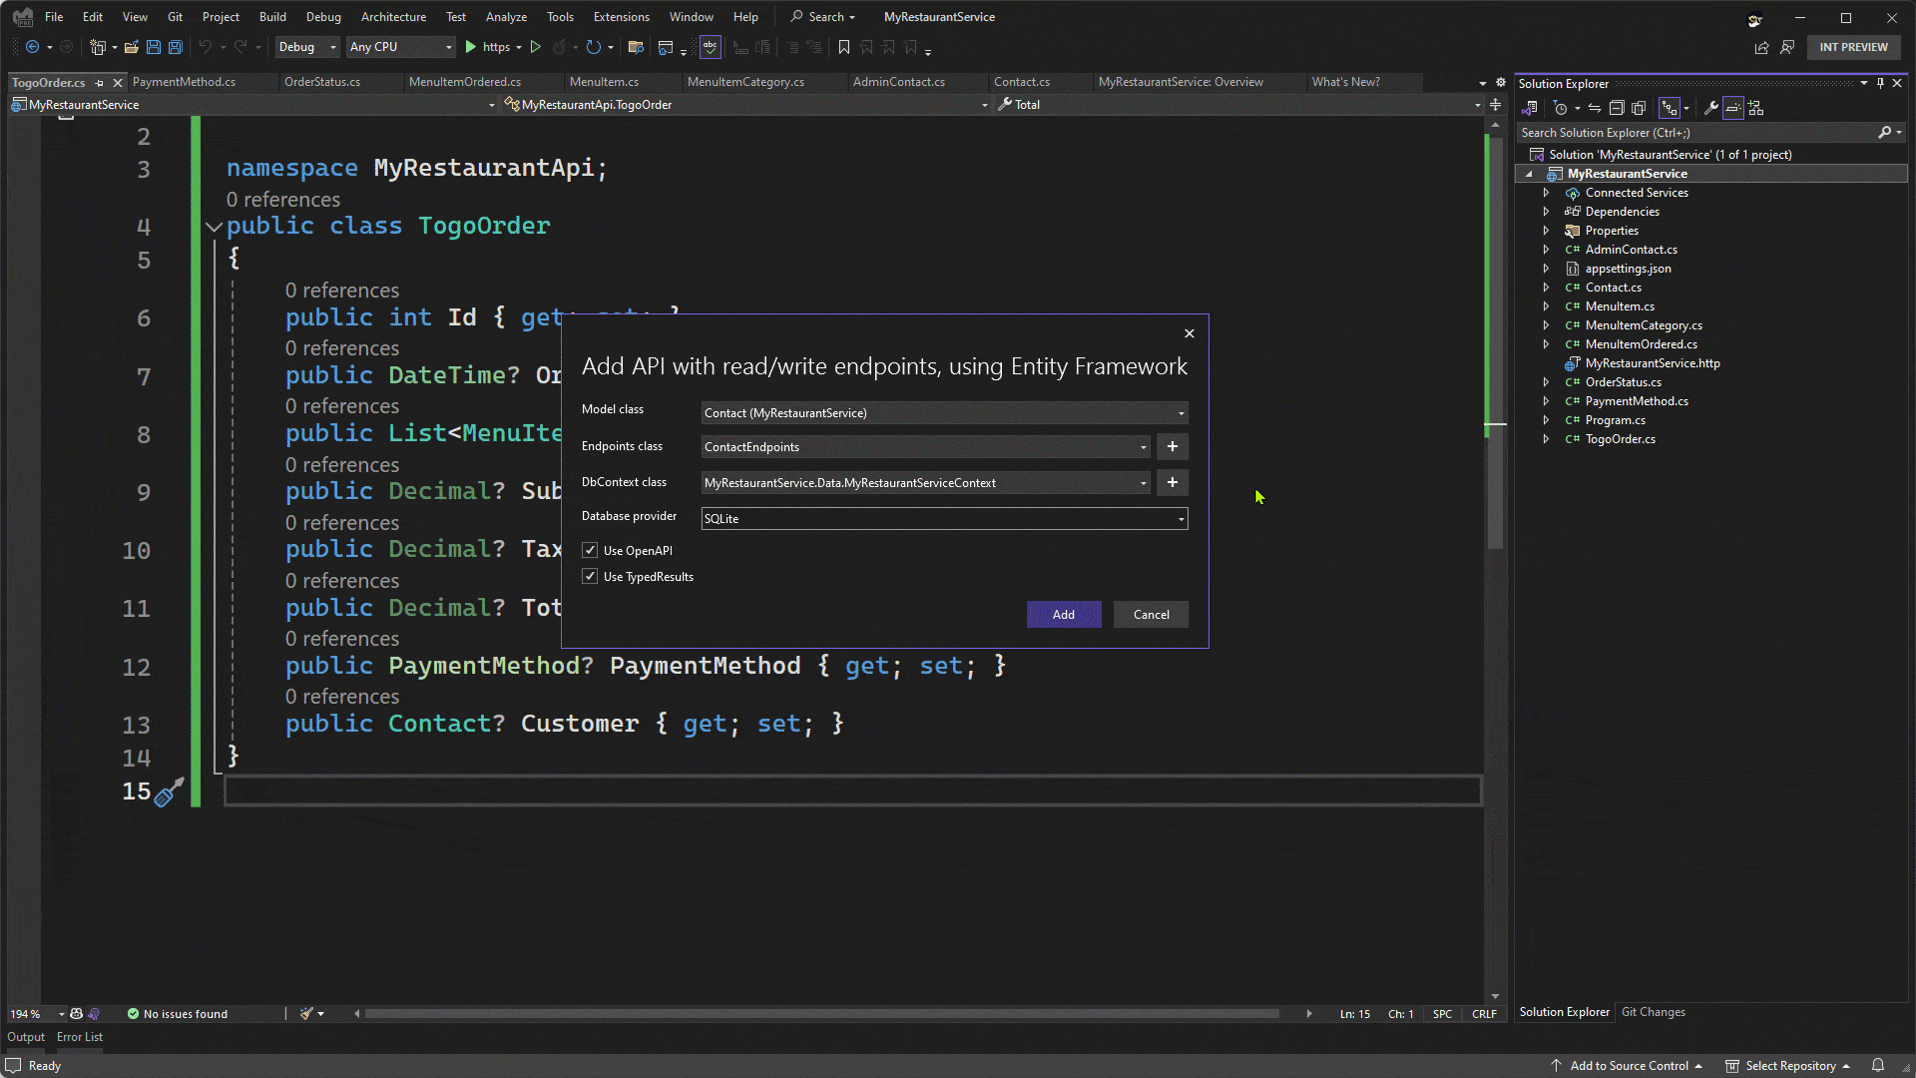 File Edit View Git Project Build Debug Architecture Test Analyze Tools Extensions Window Help Search MyRestaurantService
Debug Any CPU https INT PREVIEW
TogoOrder.cs PaymentMethod.cs OrderStatus.cs MenuItemOrdered.cs MenuItem.cs MenuItemCategory.cs AdminContact.cs Contact.cs MyRestaurantService: Overview What's New?
MyRestaurantService MyRestaurantApi.TogoOrder Total
2
3 namespace MyRestaurantApi;
0 references
4 public class TogoOrder
5 {
0 references
6 public int Id { get; set; }
0 references
7 public DateTime? Or
0 references
8 public List<MenuIte
0 references
9 public Decimal? Sub
0 references
10 public Decimal? Tax
0 references
11 public Decimal? Tot
0 references
12 public PaymentMethod? PaymentMethod { get; set; }
0 references
13 public Contact? Customer { get; set; }
14 }
15
Add API with read/write endpoints, using Entity Framework
Model class Contact (MyRestaurantService)
Endpoints class ContactEndpoints +
DbContext class MyRestaurantService.Data.MyRestaurantServiceContext +
Database provider SQLite
Use OpenAPI
Use TypedResults
Add Cancel
Solution Explorer
Search Solution Explorer (Ctrl+;)
Solution 'MyRestaurantService' (1 of 1 project)
MyRestaurantService
Connected Services
Dependencies
Properties
C# AdminContact.cs
appsettings.json
C# Contact.cs
C# MenuItem.cs
C# MenuItemCategory.cs
C# MenuItemOrdered.cs
MyRestaurantService.http
C# OrderStatus.cs
C# PaymentMethod.cs
C# Program.cs
C# TogoOrder.cs
194 % No issues found Ln: 15 Ch: 1 SPC CRLF
Solution Explorer Git Changes
Output Error List
Ready Add to Source Control Select Repository